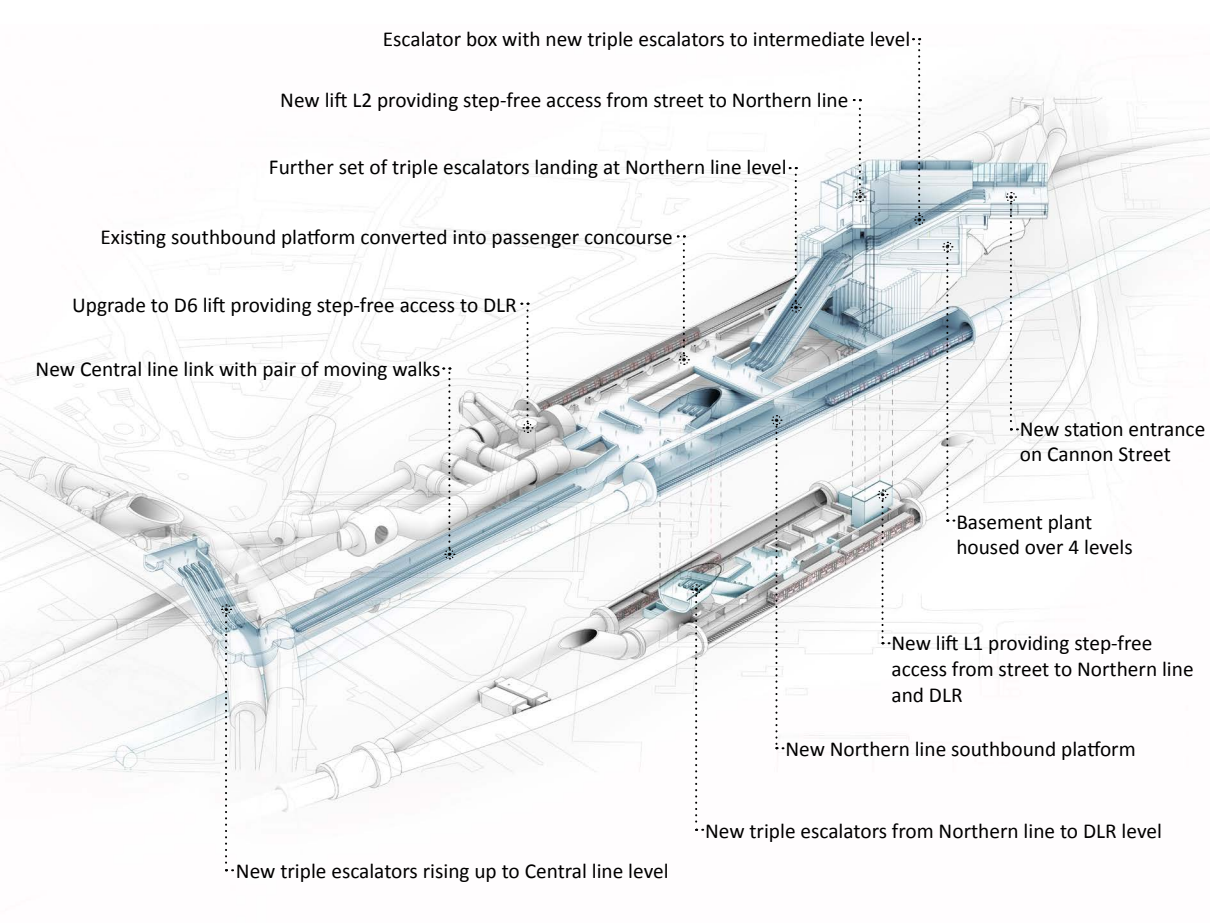 Escalator box with new triple escalators to intermediate level
New lift L2 providing step-free access from street to Northern line
Further set of triple escalators landing at Northern line level
Existing southbound platform converted into passenger concourse
Upgrade to D6 lift providing step-free access to DLR
New Central line link with pair of moving walks
New station entrance
on Cannon Street
Basement plant
housed over 4 levels
New lift L1 providing step-free
access from street to Northern line
and DLR
New Northern line southbound platform
New triple escalators from Northern line to DLR level
New triple escalators rising up to Central line level